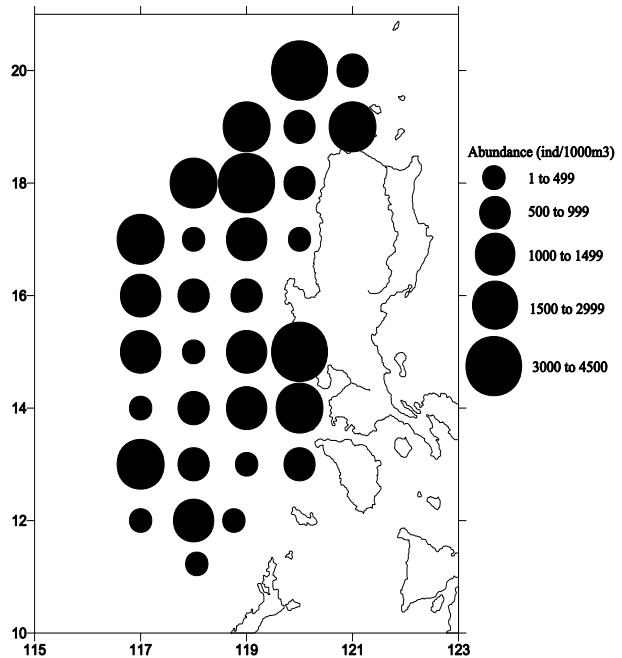 20
18
16
14
12
10
115
117
119
121
123
Abundance (ind/1000m3)
1 to 499
500 to 999
1000 to 1499
1500 to 2999
3000 to 4500